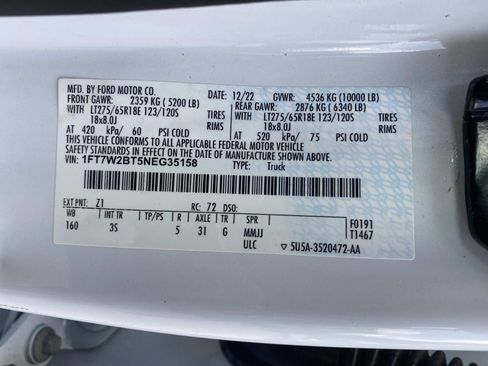 MFD. BY FORD MOTOR CO. 12/22 GVWR: 4536 KG (10000 LB)
FRONT GAWR: 2359 KG ( 5200 LB) REAR GAWR: 2876 KG ( 6340 LB)
WITH LT275/65R18E 123/120S TIRES WITH LT275/65R18E 123/120S TIRES
18x8.0J RIMS 18x8.0J RIMS
AT 420 kPa/ 60 PSI COLD AT 520 kPa/ 75 PSI COLD
THIS VEHICLE CONFORMS TO ALL APPLICABLE FEDERAL MOTOR VEHICLE
SAFETY STANDARDS IN EFFECT ON THE DATE OF MANUFACTURE SHOWN ABOVE.
VIN: 1FT7W2BT5NEG35158 TYPE: Truck
EXT PNT: Z1 RC: 72 DSO:
WB INT TR TP/PS R AXLE TR SPR F0191
160 3S 5 31 G MMJJ T1467
ULC ▽ 5U5A-3520472-AA